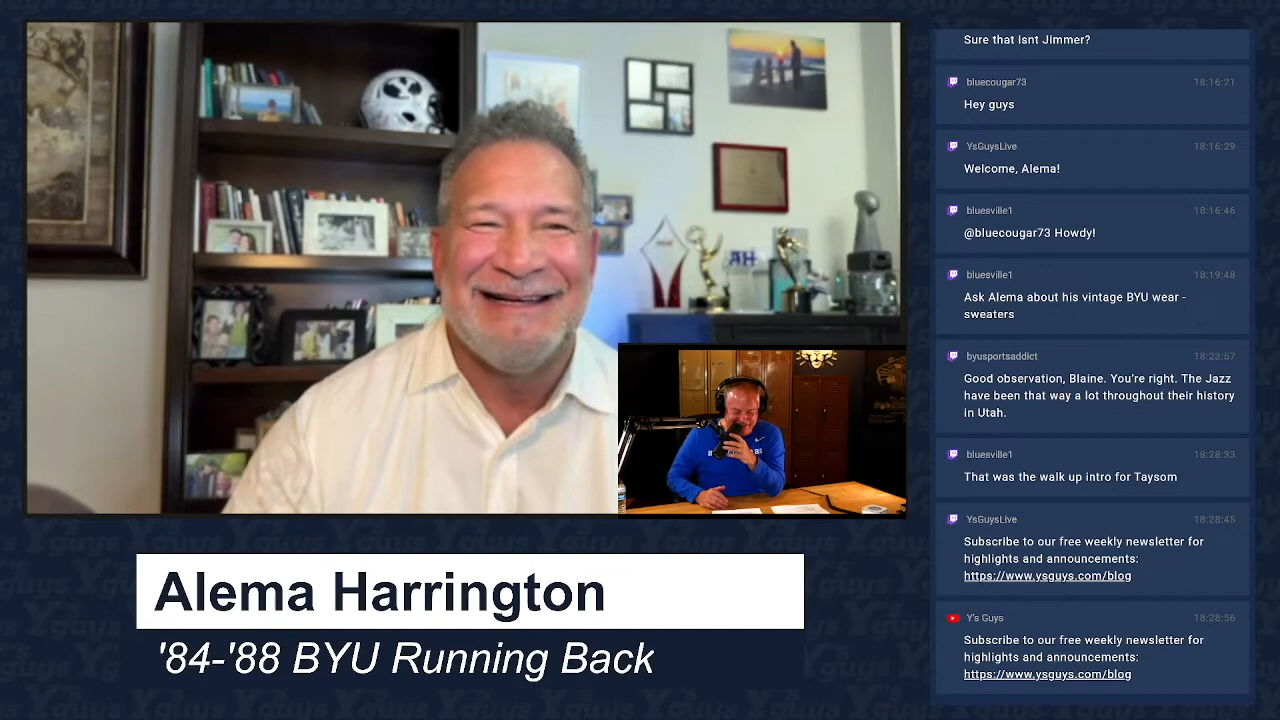 AH
Alema Harrington
'84-'88 BYU Running Back
Sure that isnt Jimmer?
bluecougar73 18:16:21
Hey guys
YsGuysLive 18:16:29
Welcome, Alema!
bluesville1 18:16:46
@bluecougar73 Howdy!
bluesville1 18:19:48
Ask Alema about his vintage BYU wear -
sweaters
byusportsaddict 18:23:57
Good observation, Blaine. You're right. The Jazz
have been that way a lot throughout their history
in Utah.
bluesville1 18:28:33
That was the walk up intro for Taysom
YsGuysLive 18:28:45
Subscribe to our free weekly newsletter for
highlights and announcements:
https://www.ysguys.com/blog
Y's Guys 18:28:56
Subscribe to our free weekly newsletter for
highlights and announcements:
https://www.ysguys.com/blog